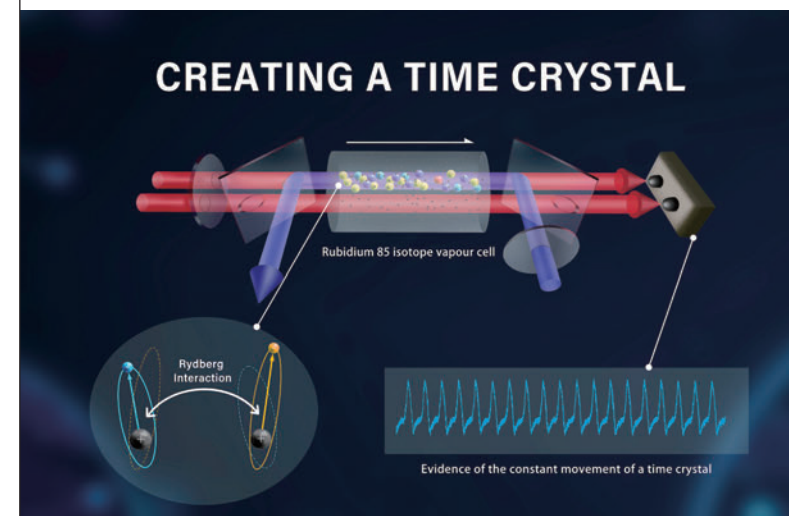 CREATING A TIME CRYSTAL
Rubidium 85 isotope vapour cell
Rydberg
Interaction
Evidence of the constant movement of a time crystal